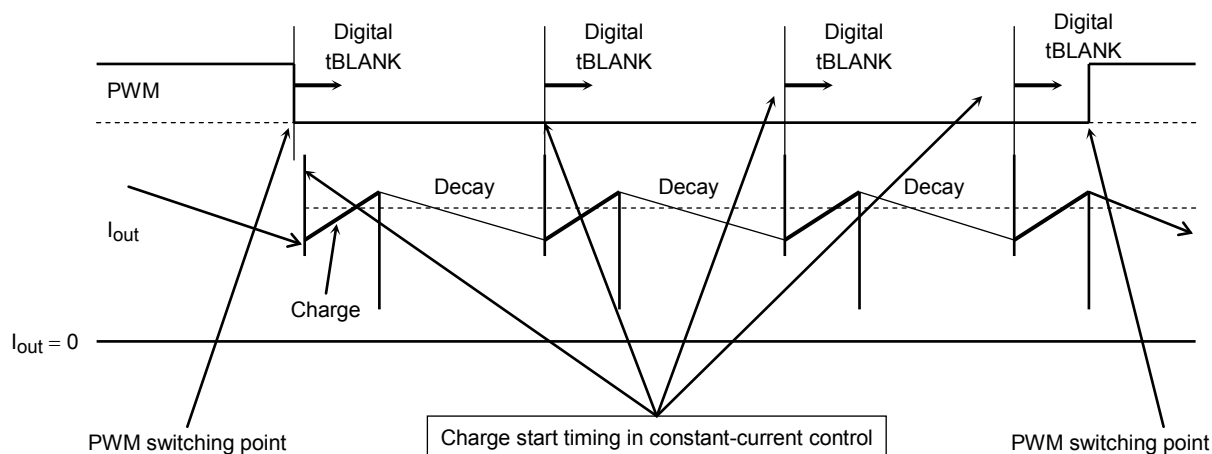 Digital
tBLANK
Digital
tBLANK
Digital
tBLANK
Digital
tBLANK
PWM
Decay
Decay
Decay
Iout
Charge
Iout = 0
PWM switching point
Charge start timing in constant-current control
PWM switching point